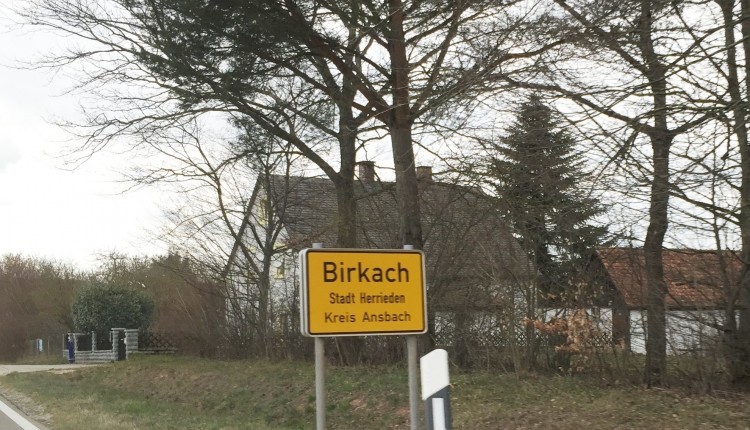 Birkach
Stadt Herrieden
Kreis Ansbach